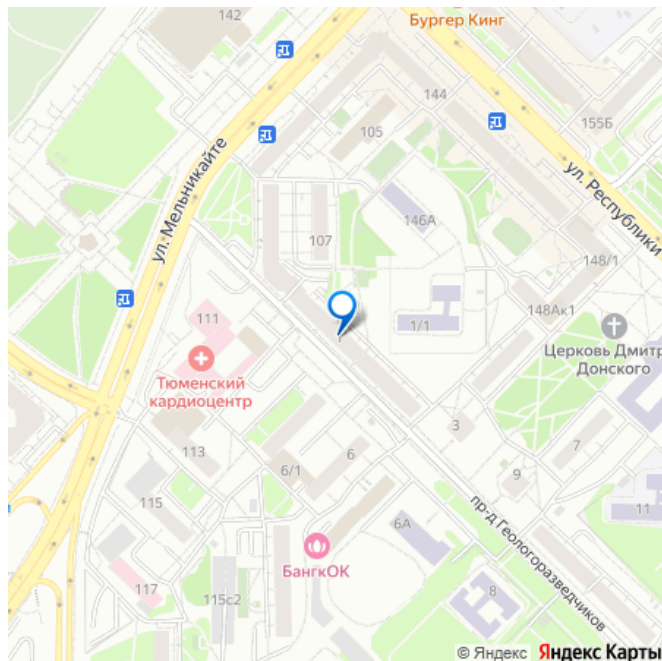 142
Бургер Кинг
144
105
155Б
ул. Мельникайте
ул. Республики
146А
107
148/1
111
148Ак1
1/1
1
Церковь Дмитр
Донского
Тюменский
кардиоцентр
3
7
113
6
6/1
9
115
пр-д Геологоразведчиков
11
6А
БангкОК
117
115с2
8
© Яндекс Яндекс Карты